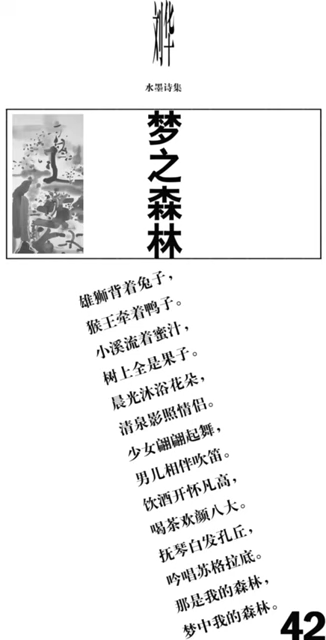 刘华
水墨诗集
梦之森林
雄狮背着兔子，
猴王牵着鸭子。
小溪流着蜜汁，
树上全是果子。
晨光沐浴花朵，
清泉影照情侣。
少女翩翩起舞，
男儿相伴吹笛。
饮酒开怀凡高，
喝茶欢颜八大。
抚琴白发孔丘，
吟唱苏格拉底。
那是我的森林，
梦中我的森林。
42